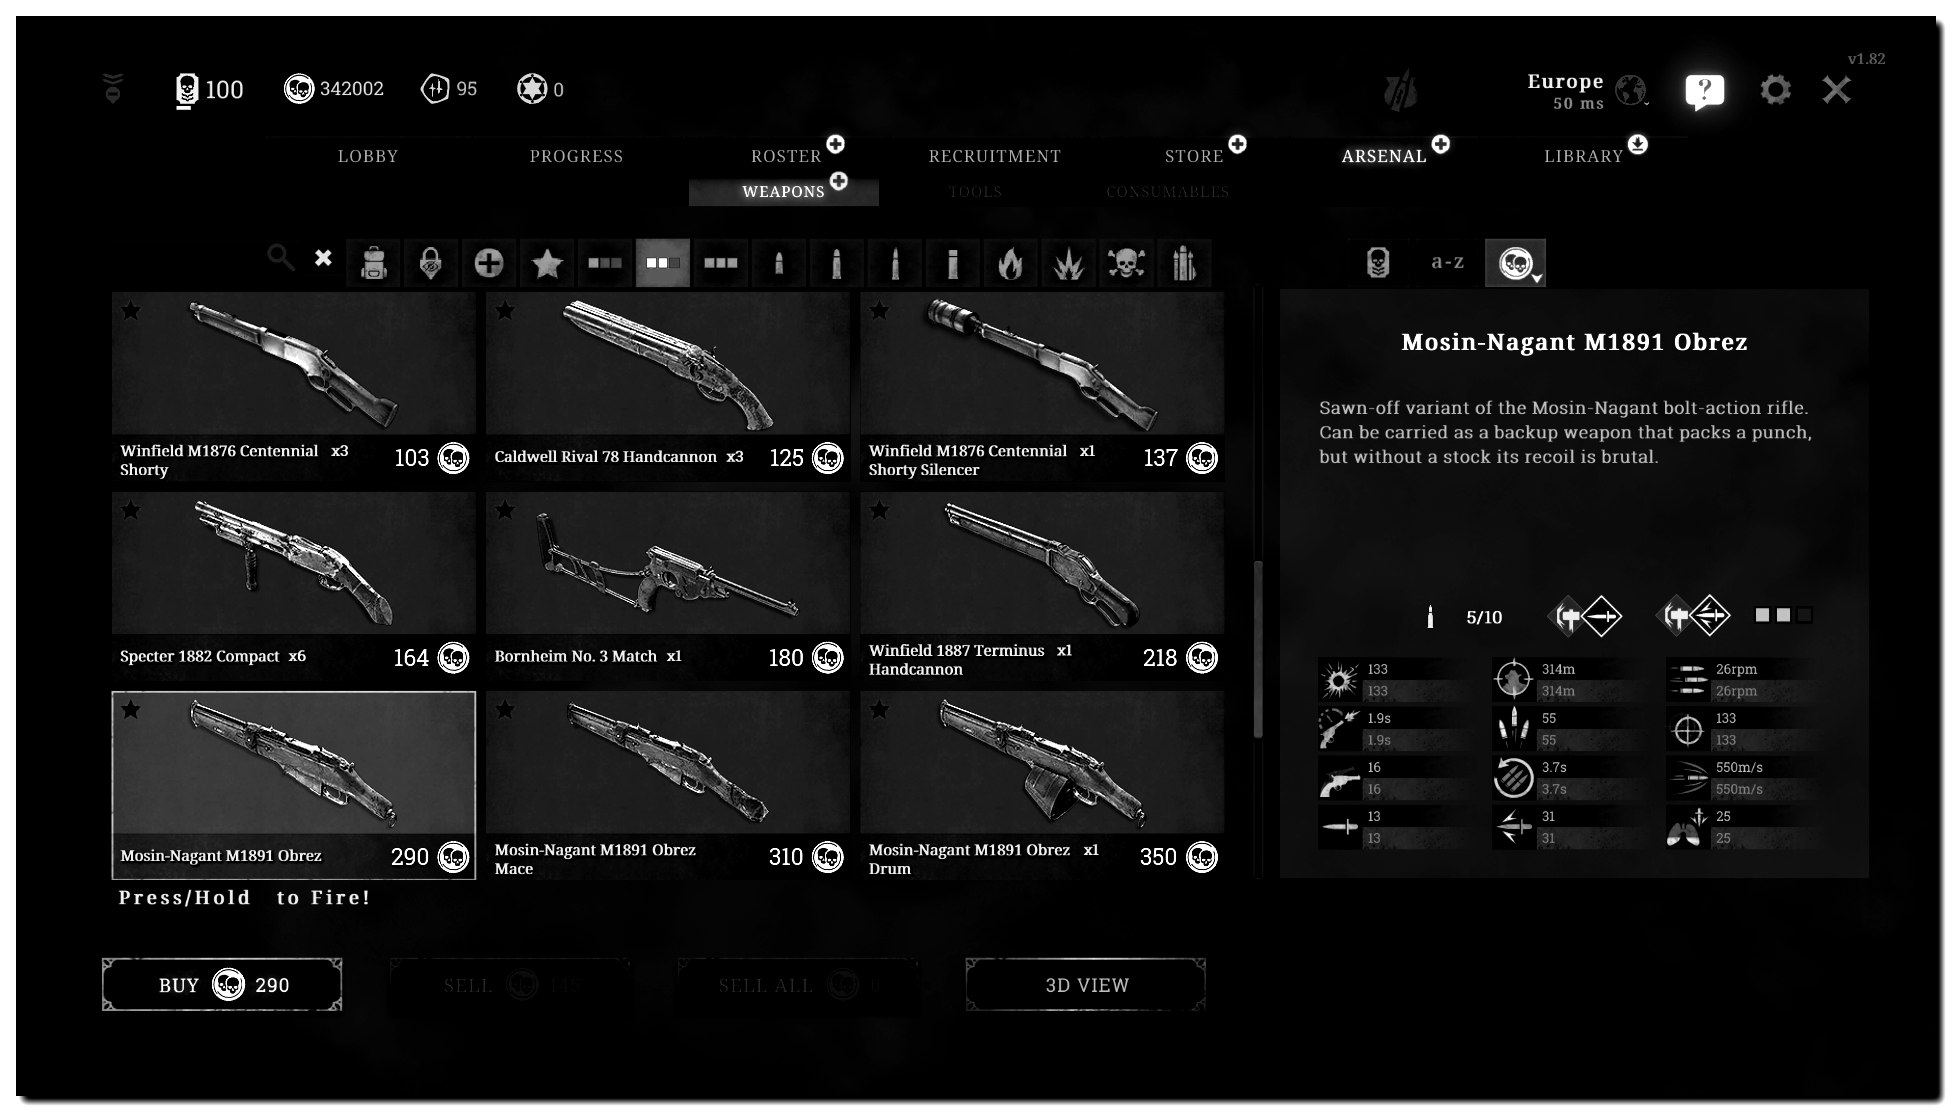 v1.82
100
342002
95
0
Europe
50 ms
?
LOBBY
PROGRESS
ROSTER
RECRUITMENT
STORE
ARSENAL
LIBRARY
WEAPONS
TOOLS
CONSUMABLES
a-z
Winfield M1876 Centennial x3
Shorty
103
Caldwell Rival 78 Handcannon x3
125
Winfield M1876 Centennial x1
Shorty Silencer
137
Specter 1882 Compact x6
164
Bornheim No. 3 Match x1
180
Winfield 1887 Terminus x1
Handcannon
218
Mosin-Nagant M1891 Obrez
290
Mosin-Nagant M1891 Obrez
Mace
310
Mosin-Nagant M1891 Obrez x1
Drum
350
Press/Hold to Fire!
BUY 290
SELL 145
SELL ALL 0
3D VIEW
Mosin-Nagant M1891 Obrez
Sawn-off variant of the Mosin-Nagant bolt-action rifle.
Can be carried as a backup weapon that packs a punch,
but without a stock its recoil is brutal.
5/10
133
133
314m
314m
26rpm
26rpm
1.9s
1.9s
55
55
133
133
16
16
3.7s
3.7s
550m/s
550m/s
13
13
31
31
25
25